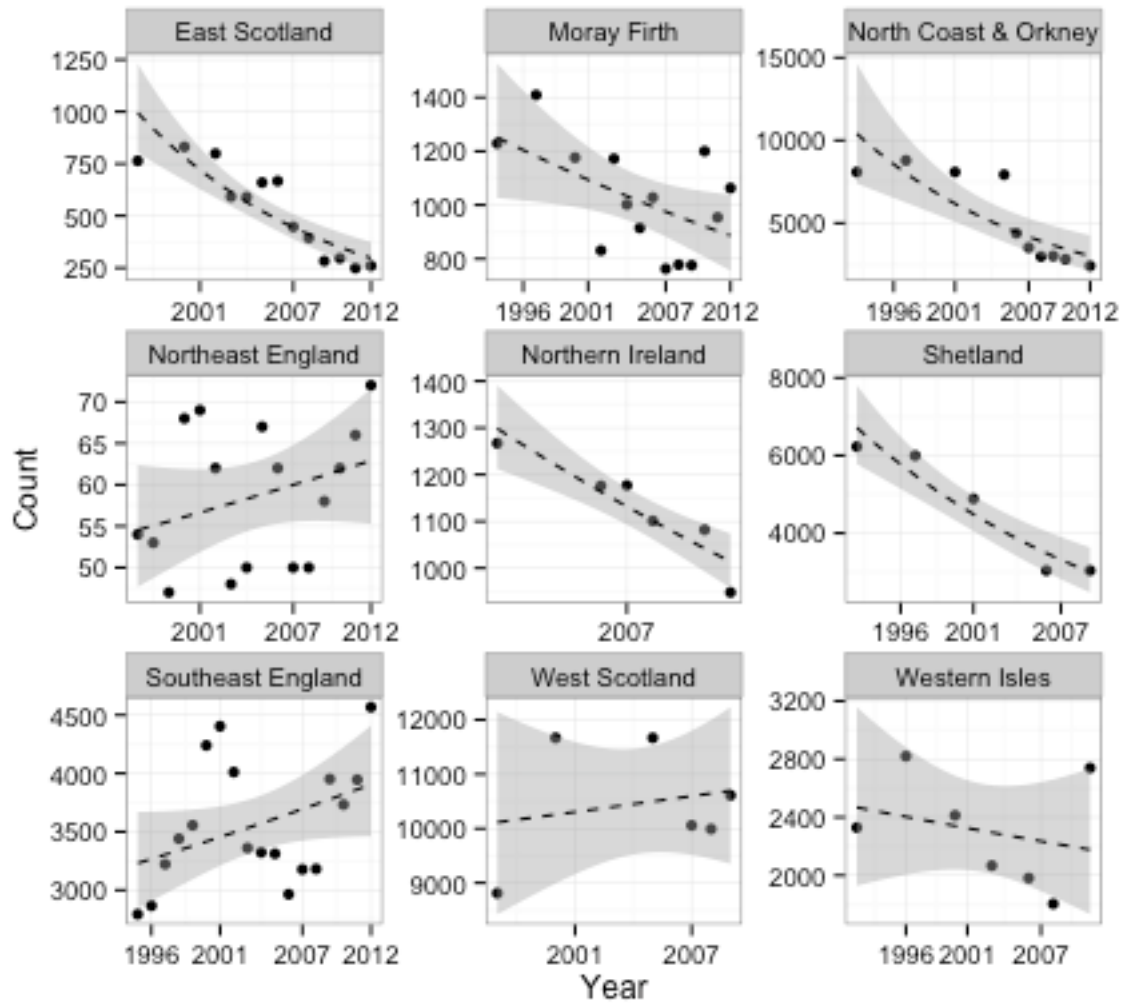 East Scotland
Moray Firth
North Coast & Orkney
1250
1000
750
500
250
2001 2007 2012
1400
1200
1000
800
1996 2001 2007 2012
15000
10000
5000
1996 2001 2007 2012
Northeast England
Northern Ireland
Shetland
70
65
60
55
50
2001 2007 2012
1400
1300
1200
1100
1000
2007
8000
6000
4000
1996 2001 2007
Southeast England
West Scotland
Western Isles
4500
4000
3500
3000
1996 2001 2007 2012
12000
11000
10000
9000
2001 2007
3200
2800
2400
2000
1996 2001 2007
Count
Year